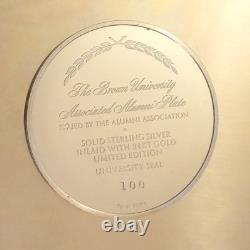 The Brown University
Associated Alumni Plate
ISSUED BY THE ALUMNI ASSOCIATION
SOLID STERLING SILVER
INLAID WITH 24KT GOLD
LIMITED EDITION
UNIVERSITY SEAL
100